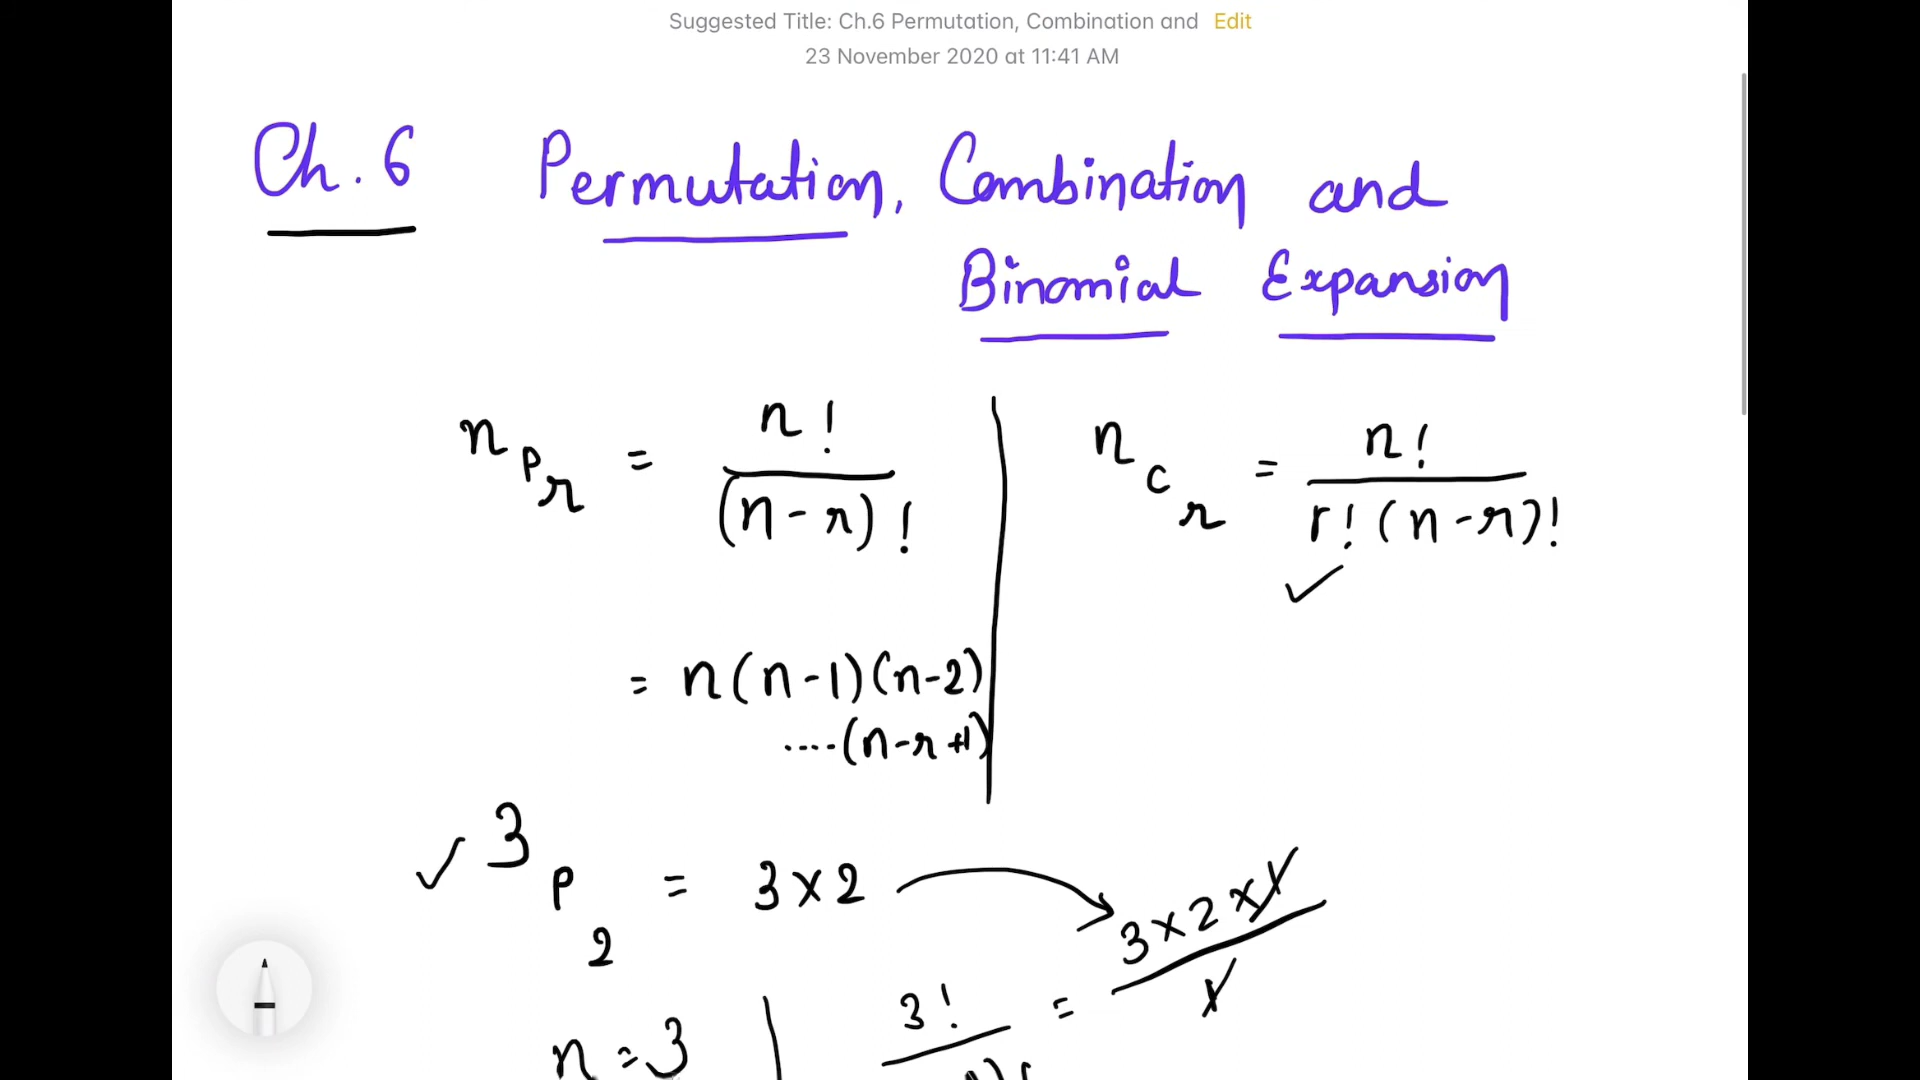 Suggested Title: Ch.6 Permutation, Combination and Edit
23 November 2020 at 11:41 AM
Ch. 6 Permutation, Combination and
Binomial Expansion
nPr = n! / (n-r)!
nCr = n! / r!(n-r)!
= n(n-1)(n-2)
....(n-r+1)
✓ 3P2 = 3×2
3×2×1 / 1
n=3
3! =